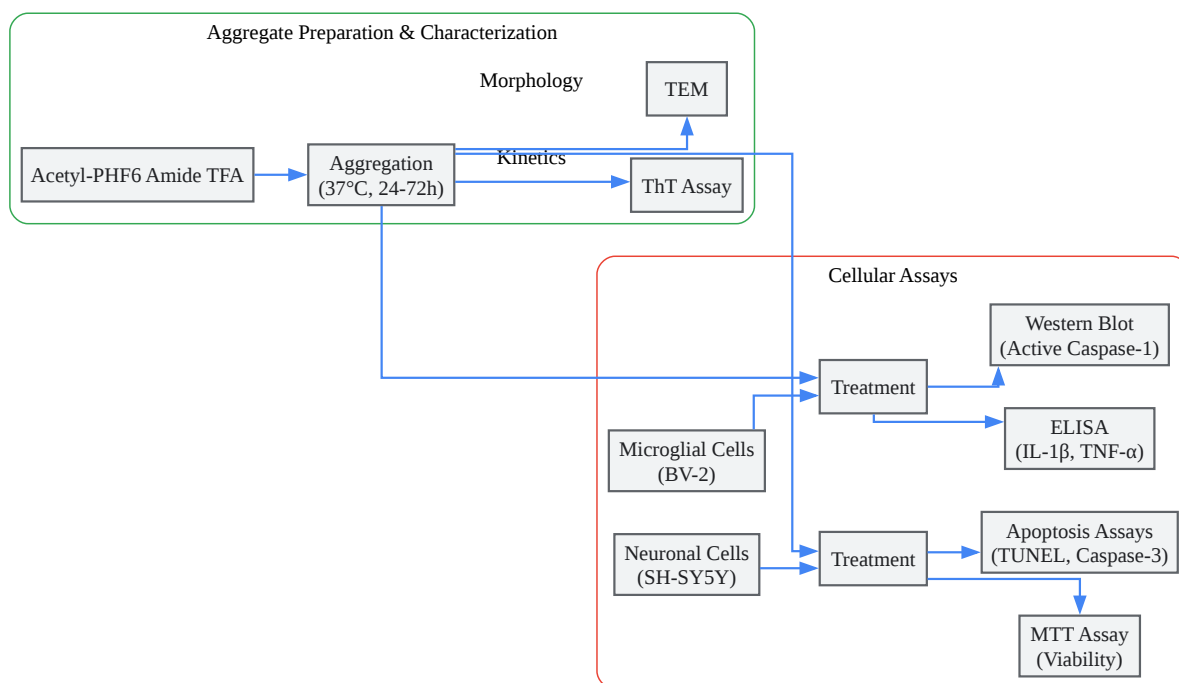 Aggregate Preparation & Characterization
Morphology
TEM
Kinetics
Acetyl-PHF6 Amide TFA
Aggregation
(37°C, 24-72h)
ThT Assay
Cellular Assays
Western Blot
(Active Caspase-1)
Treatment
ELISA
(IL-1β, TNF-α)
Microglial Cells
(BV-2)
Neuronal Cells
(SH-SY5Y)
Treatment
Apoptosis Assays
(TUNEL, Caspase-3)
MTT Assay
(Viability)